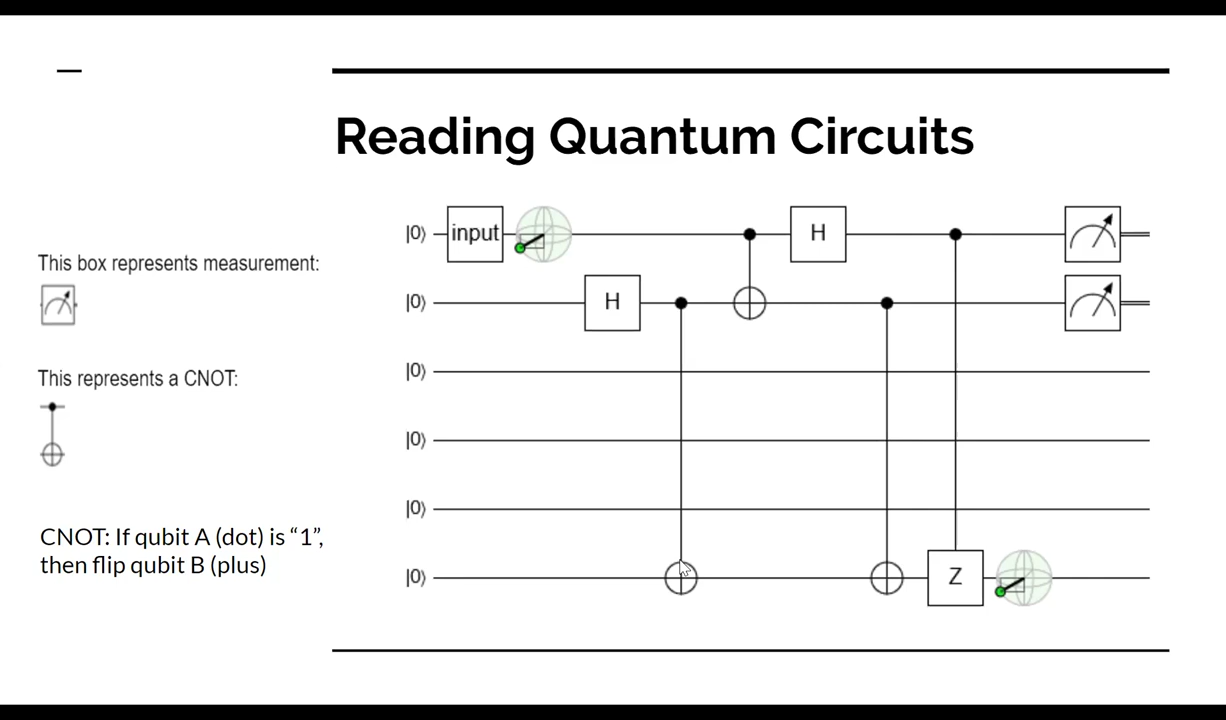 Reading Quantum Circuits
This box represents measurement:
This represents a CNOT:
CNOT: If qubit A (dot) is “1”,
then flip qubit B (plus)
|0⟩ input H
|0⟩ H
|0⟩
|0⟩
|0⟩
|0⟩ Z